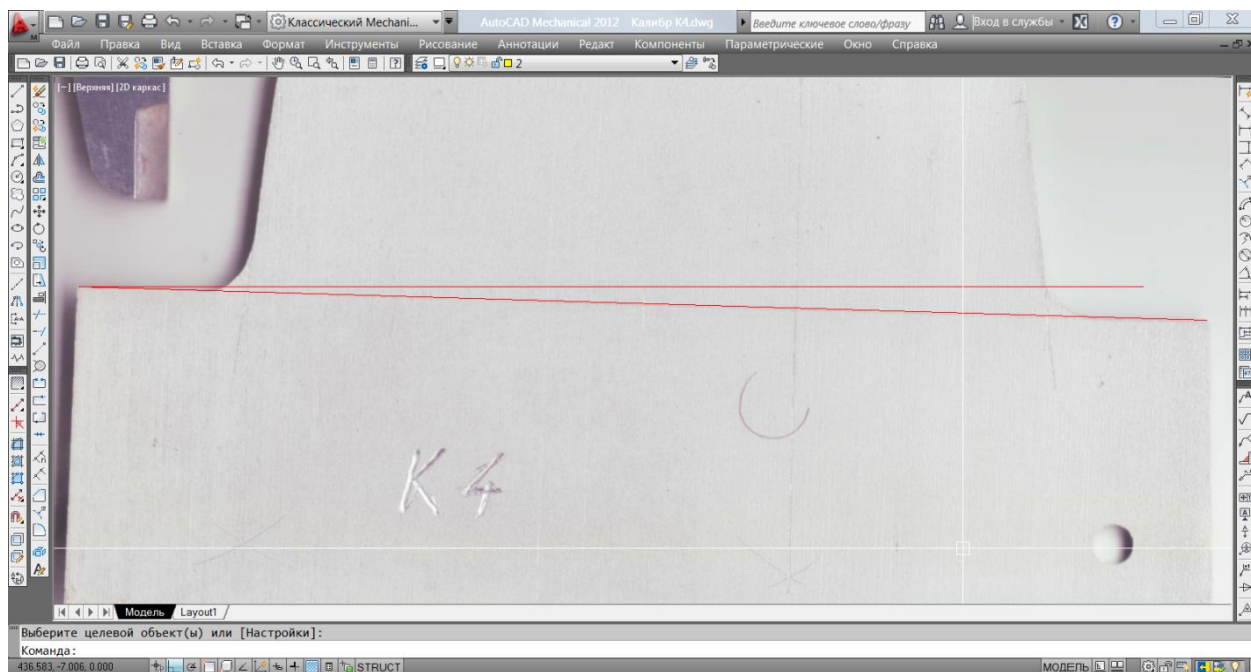 Классический Mechani...
AutoCAD Mechanical 2012 Калибр K4.dwg
Введите ключевое слово/фразу
Вход в службы
Файл Правка Вид Вставка Формат Инструменты Рисование Аннотации Редакт Компоненты Параметрические Окно Справка
2
[−][Верхняя][2D каркас]
K 4
Модель Layout1
Выберите целевой объект(ы) или [Настройки]:
Команда:
436.583, -7.006, 0.000 STRUCT МОДЕЛЬ